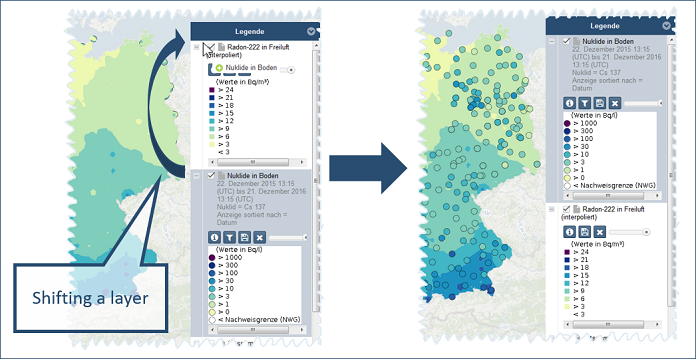 Legende
Radon-222 in Freiluft
(interpoliert)
Nuklide in Boden
(Werte in Bq/m³)
> 24
> 21
> 18
> 15
> 12
> 9
> 6
> 3
< 3
Nuklide in Boden
22. Dezember 2015 13:15
(UTC) bis 21. Dezember 2016
13:15 (UTC)
Nuklid = Cs 137
Anzeige sortiert nach =
Datum
(Werte in Bq/l)
> 1000
> 300
> 100
> 30
> 10
> 3
> 1
> 0
< Nachweisgrenze (NWG)
Shifting a layer
Legende
Nuklide in Boden
22. Dezember 2015 13:15
(UTC) bis 21. Dezember 2016
13:15 (UTC)
Nuklid = Cs 137
Anzeige sortiert nach =
Datum
(Werte in Bq/l)
> 1000
> 300
> 100
> 30
> 10
> 3
> 1
> 0
< Nachweisgrenze (NWG)
Radon-222 in Freiluft
(interpoliert)
(Werte in Bq/m³)
> 24
> 21
> 18
> 15
> 12
> 9
> 6
> 3
< 3